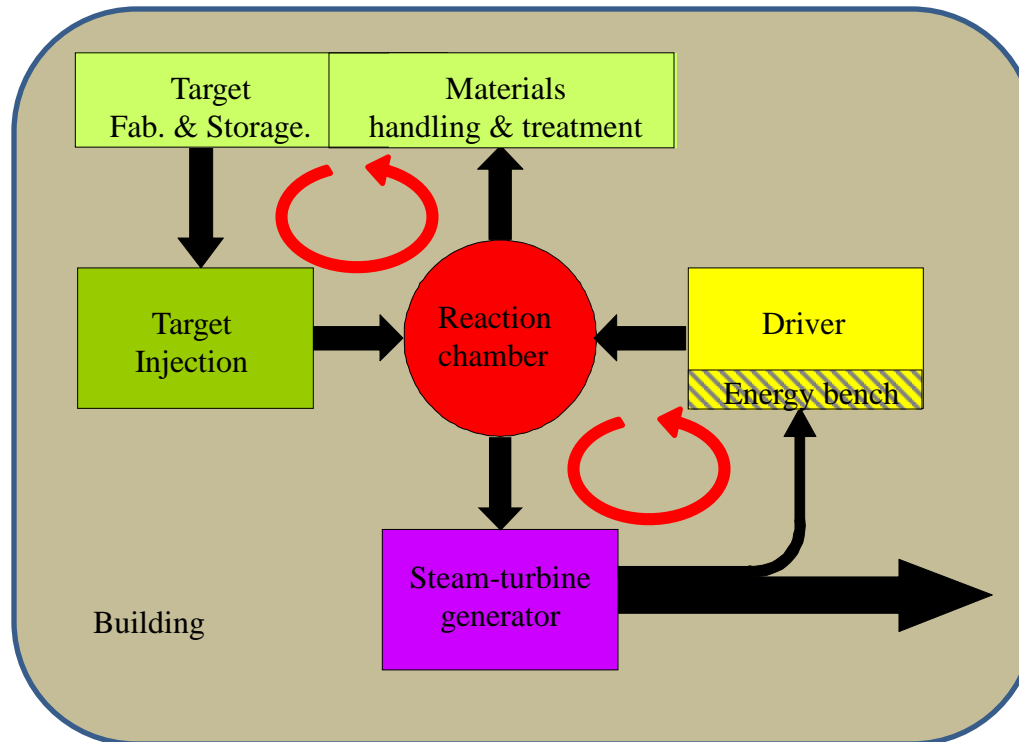 Target
Fab. & Storage.
Materials
handling & treatment
Target
Injection
Reaction
chamber
Driver
Energy bench
Steam-turbine
generator
Building